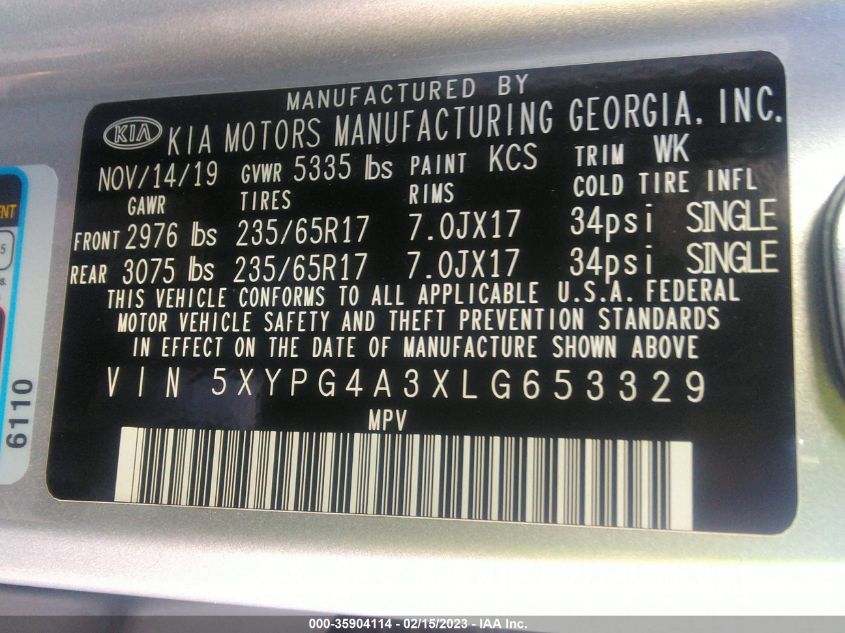 MANUFACTURED BY
KIA KIA MOTORS MANUFACTURING GEORGIA. INC.
NOV/14/19 GVWR 5335 lbs PAINT KCS TRIM WK
GAWR TIRES RIMS COLD TIRE INFL
FRONT 2976 lbs 235/65R17 7.0JX17 34psi SINGLE
REAR 3075 lbs 235/65R17 7.0JX17 34psi SINGLE
THIS VEHICLE CONFORMS TO ALL APPLICABLE U.S.A. FEDERAL
MOTOR VEHICLE SAFETY AND THEFT PREVENTION STANDARDS
IN EFFECT ON THE DATE OF MANUFACTURE SHOWN ABOVE
VIN 5XYPG4A3XLG653329
MPV
6110
000-35904114 - 02/15/2023 - IAA Inc.